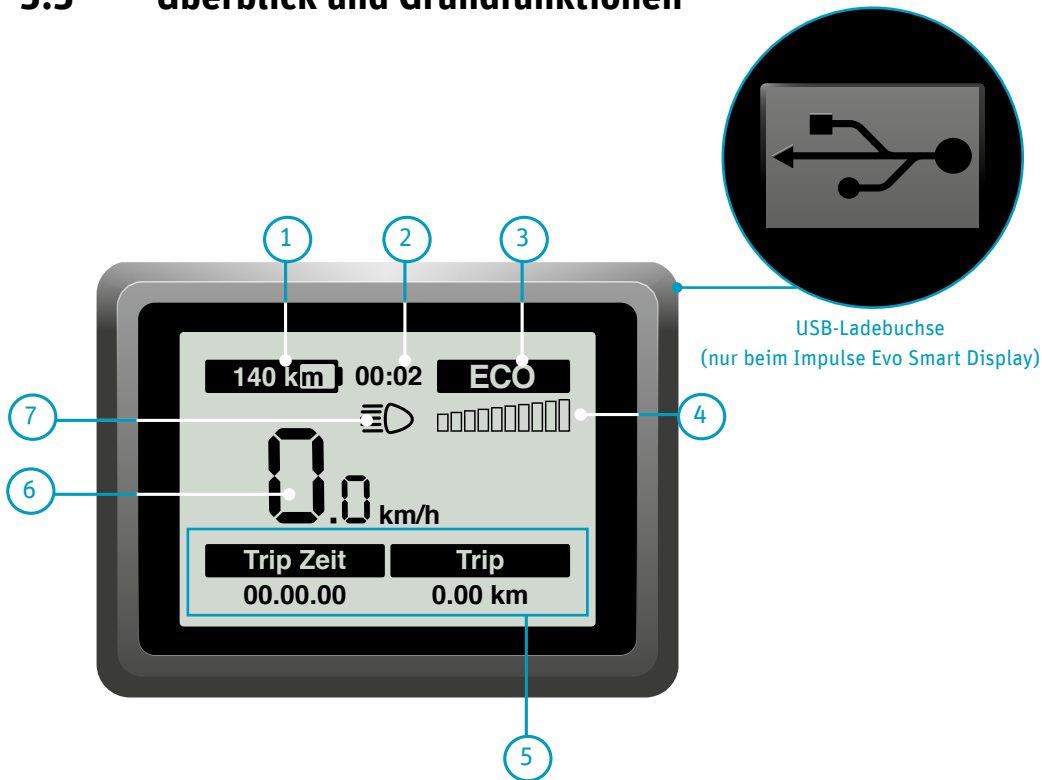 Überblick und Grundfunktionen
1 2 3
USB-Ladebuchse
(nur beim Impulse Evo Smart Display)
140 km 00:02 ECO
7 4
6
0.0 km/h
Trip Zeit Trip
00.00.00 0.00 km
5